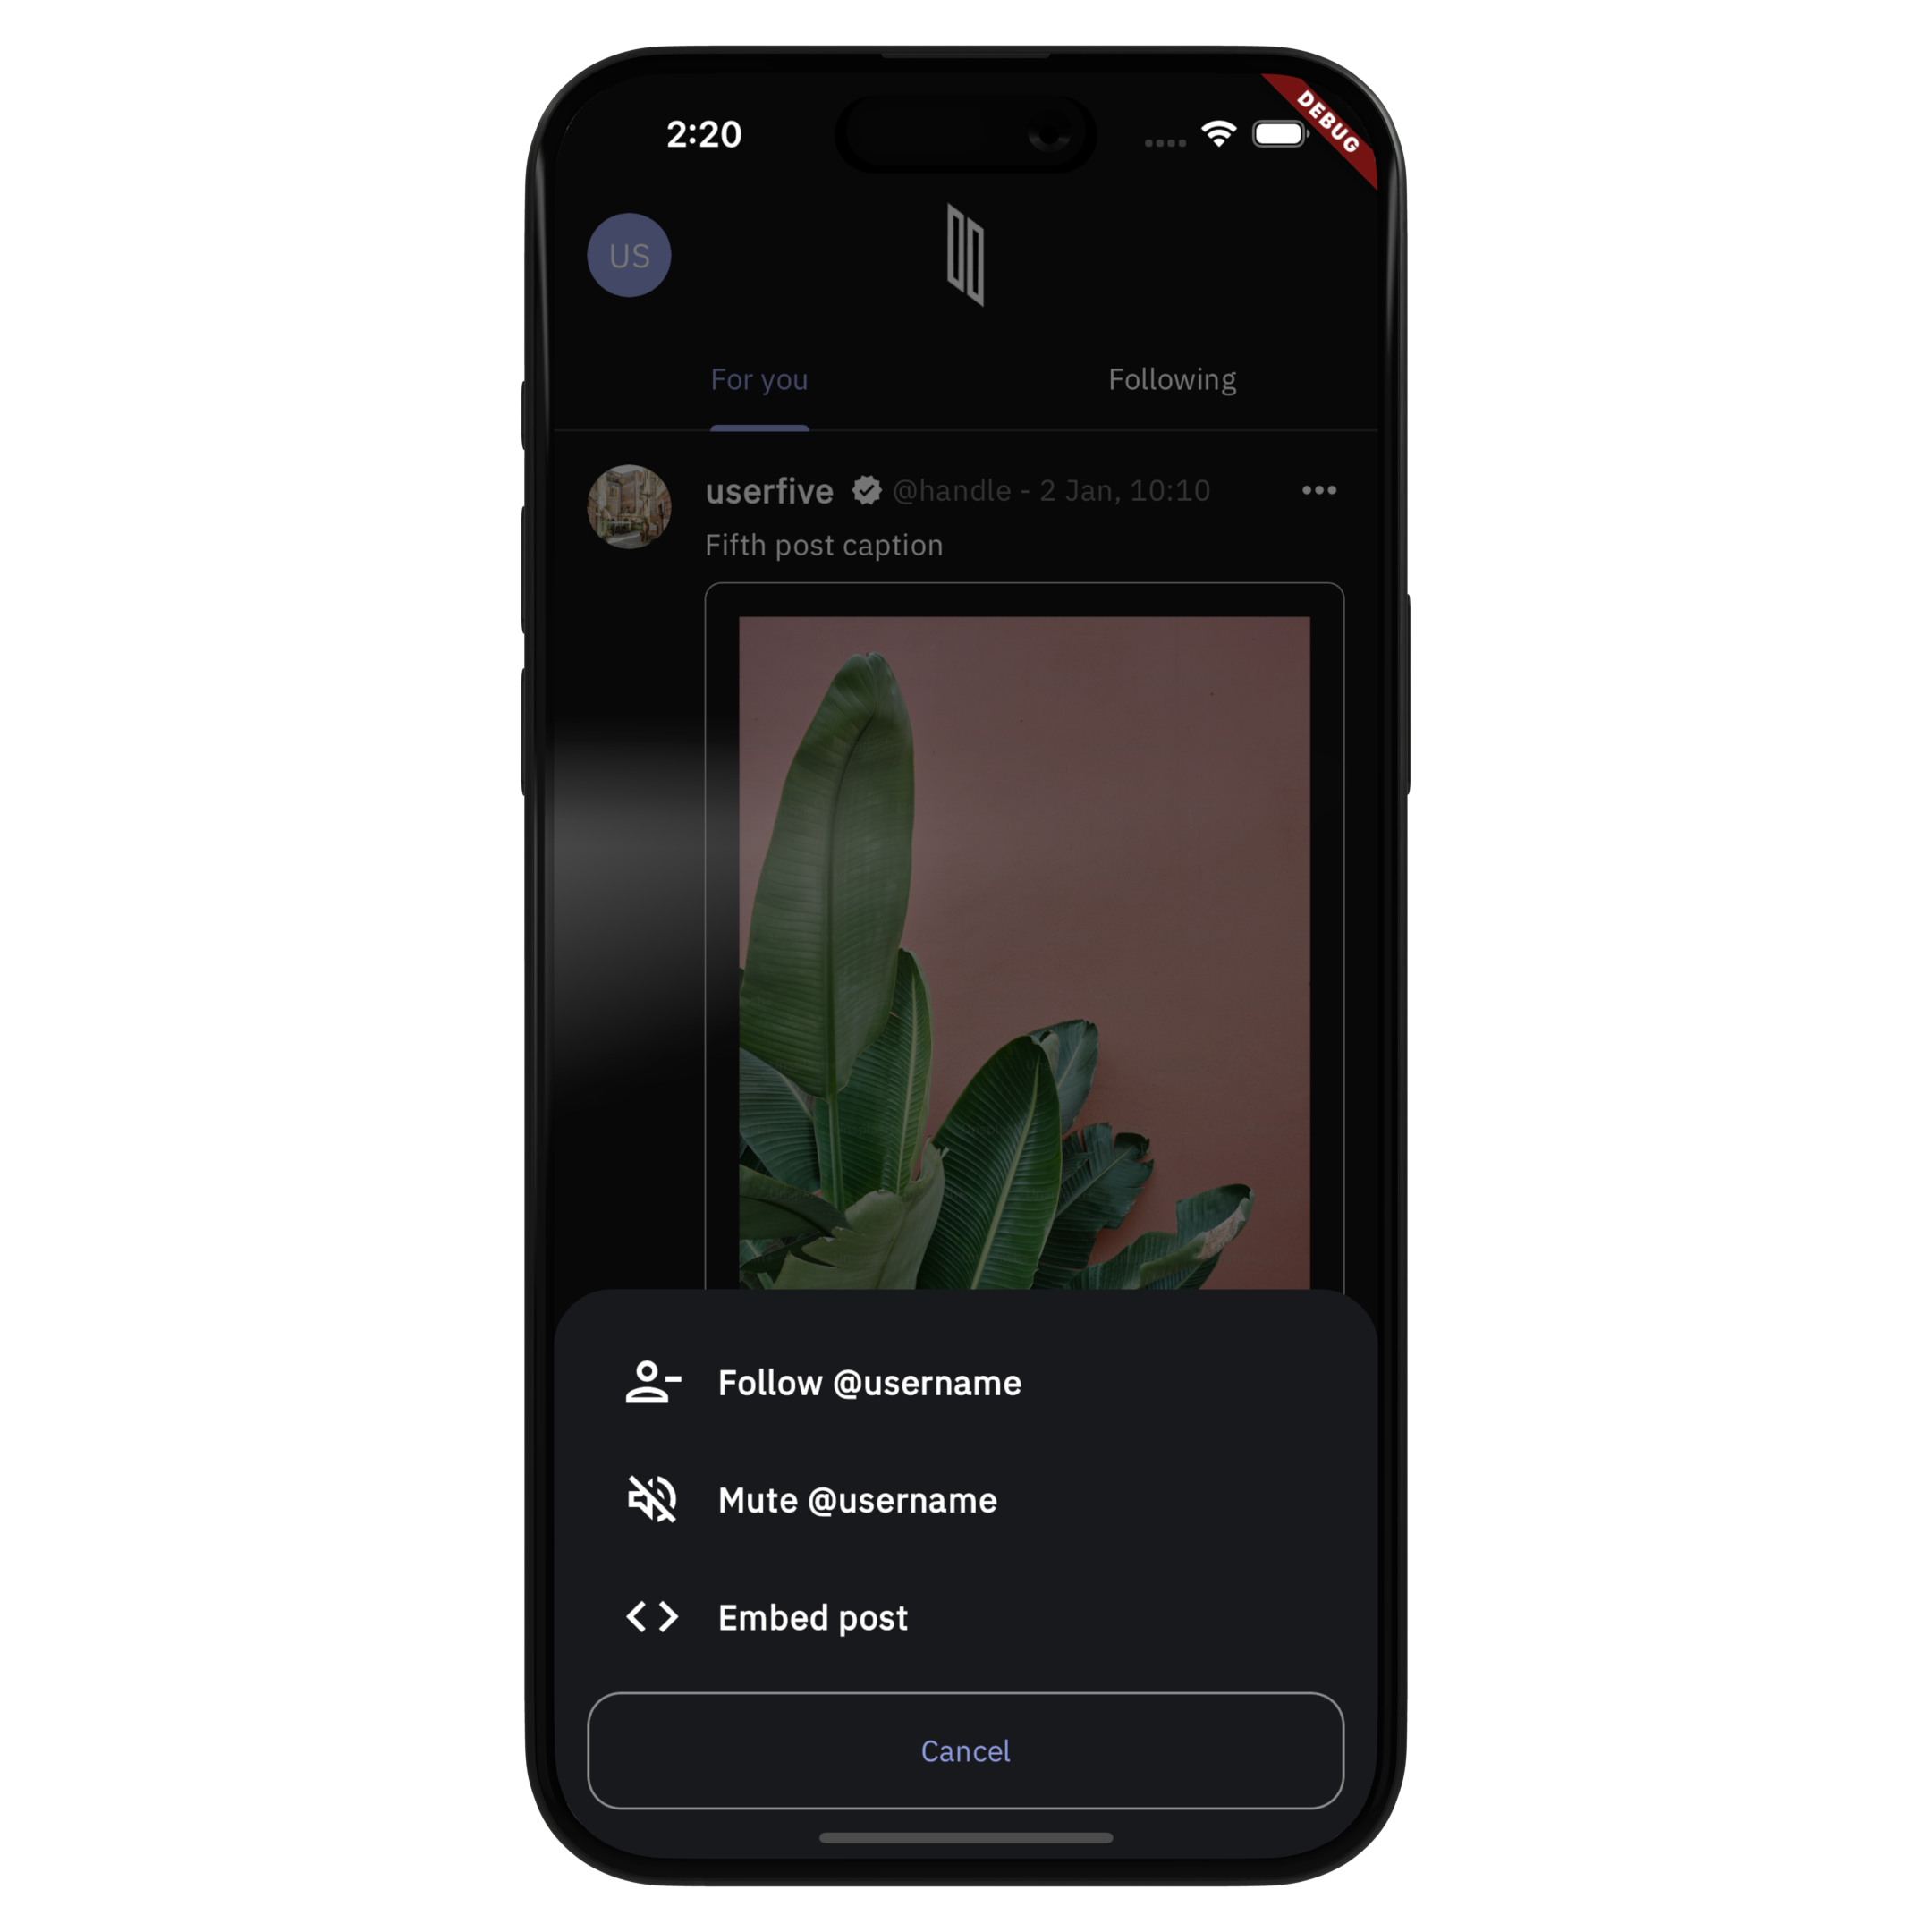 2:20
DEBUG
US
For you
Following
userfive @handle - 2 Jan, 10:10
Fifth post caption
Follow @username
Mute @username
Embed post
Cancel